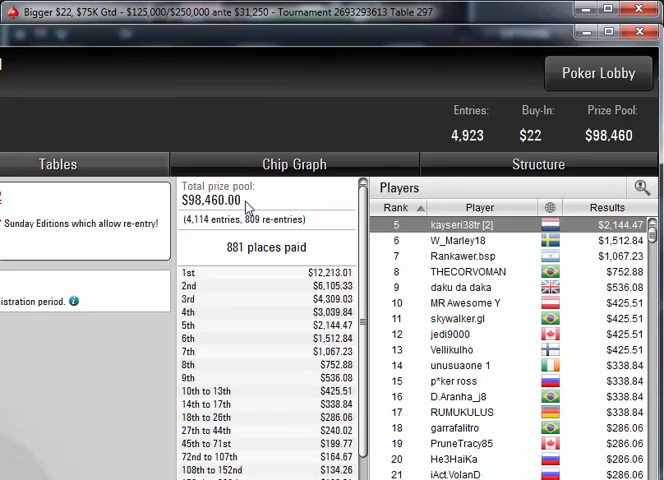 Bigger $22, $75K Gtd - $125,000/$250,000 ante $31,250 - Tournament 2693293613 Table 297
Poker Lobby
Entries: Buy-In: Prize Pool:
4,923 $22 $98,460
Tables Chip Graph Structure
Sunday Editions which allow re-entry!
istration period.
Total prize pool:
$98,460.00
(4,114 entries, 809 re-entries)
881 places paid
1st $12,213.01
2nd $6,105.33
3rd $4,309.03
4th $3,039.84
5th $2,144.47
6th $1,512.84
7th $1,067.23
8th $752.88
9th $536.08
10th to 13th $425.51
14th to 17th $338.84
18th to 26th $286.06
27th to 44th $240.02
45th to 71st $199.77
72nd to 107th $164.67
108th to 152nd $134.26
Players
Rank Player Results
5 kayseri38tr [2] $2,144.47
6 W_Marley18 $1,512.84
7 Rankawer.bsp $1,067.23
8 THECORVOMAN $752.88
9 daku da daka $536.08
10 MR Awesome Y $425.51
11 skywalker.gl $425.51
12 jedi9000 $425.51
13 Vellikulho $425.51
14 unusuaone 1 $338.84
15 p*ker ross $338.84
16 D.Aranha_j8 $338.84
17 RUMUKULUS $338.84
18 garrafalitro $286.06
19 PruneTracy85 $286.06
20 He3HaiKa $286.06
21 iAct.VolanD $286.06